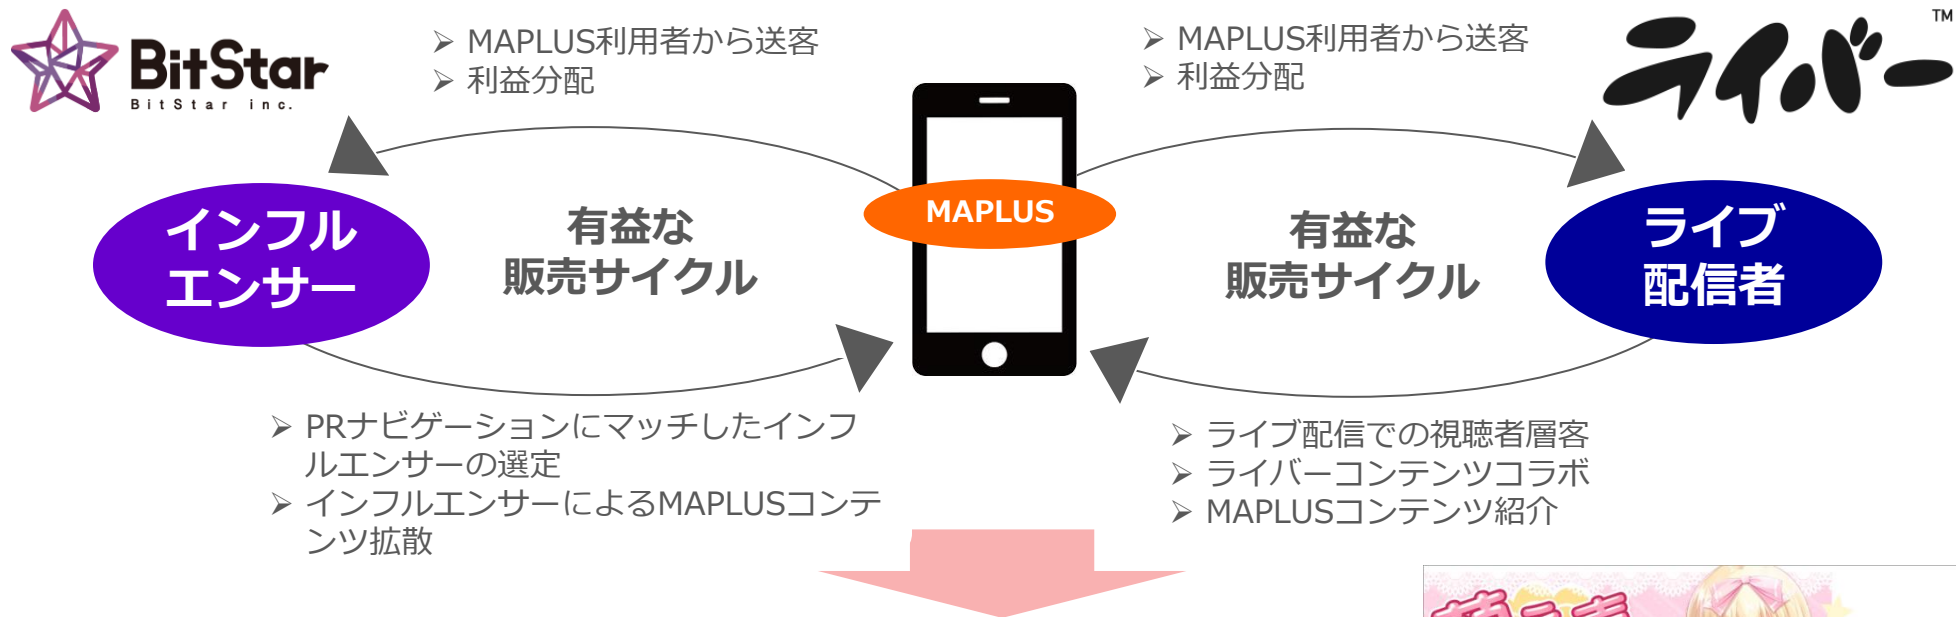 BitStar
BitStar inc.
➢ MAPLUS利用者から送客
➢ 利益分配
➢ MAPLUS利用者から送客
➢ 利益分配
ライバー
TM
インフル
エンサー
有益な
販売サイクル
MAPLUS
有益な
販売サイクル
ライブ
配信者
➢ PRナビゲーションにマッチしたインフ
ルエンサーの選定
➢ インフルエンサーによるMAPLUSコンテ
ンツ拡散
➢ ライブ配信での視聴者層客
➢ ライバーコンテンツコラボ
➢ MAPLUSコンテンツ紹介